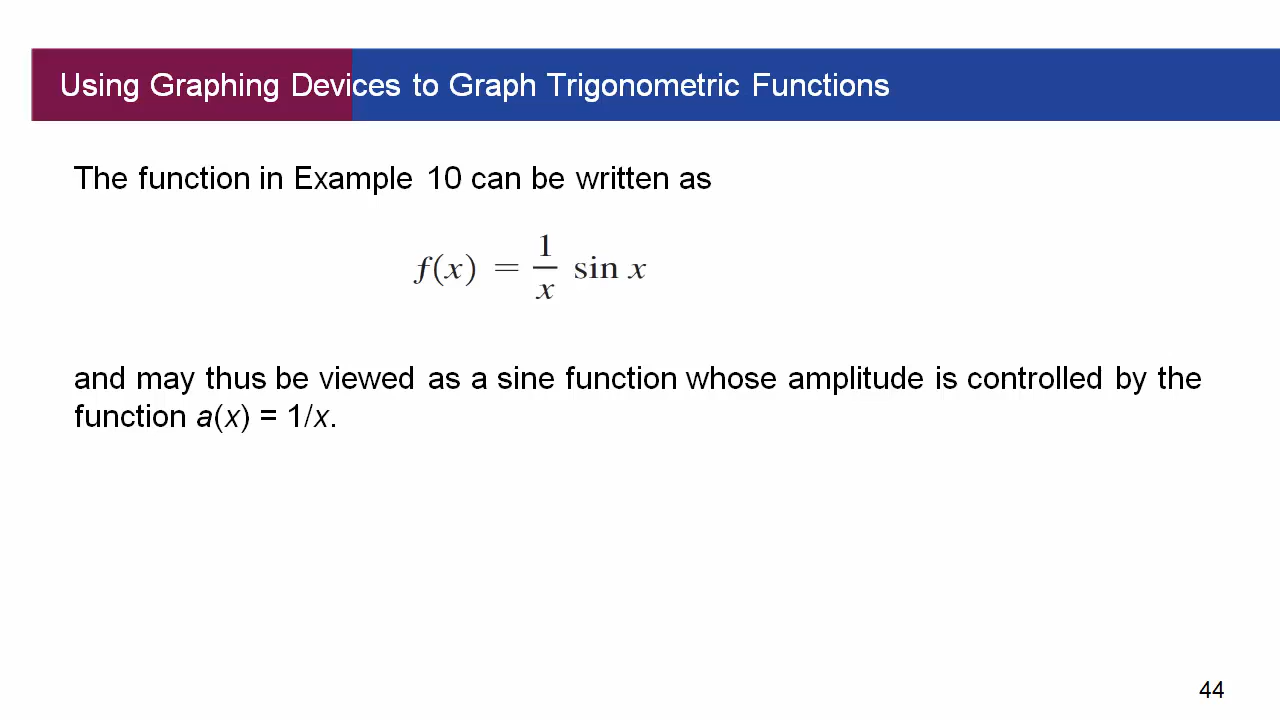 Using Graphing Devices to Graph Trigonometric Functions
The function in Example 10 can be written as
f(x) = 1/x sin x
and may thus be viewed as a sine function whose amplitude is controlled by the
function a(x) = 1/x.
44